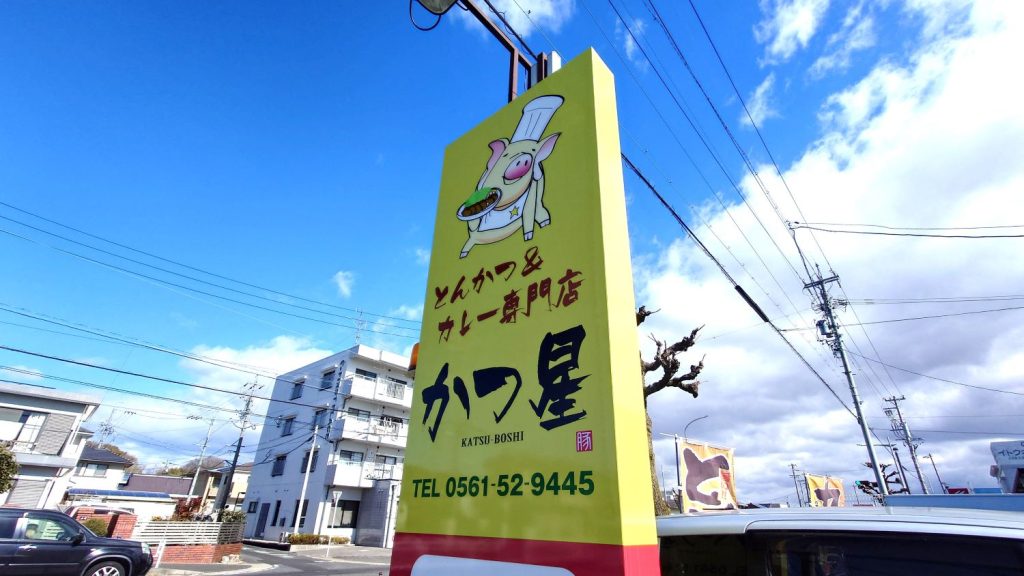 とんかつ&
カレー専門店
かつ星
KATSU-BOSHI
豚
TEL 0561-52-9445